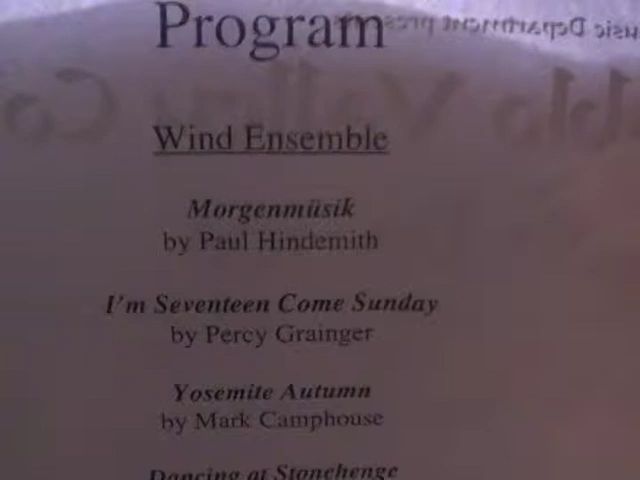 Program
Wind Ensemble
Morgenmüsik
by Paul Hindemith
I'm Seventeen Come Sunday
by Percy Grainger
Yosemite Autumn
by Mark Camphouse
Dancing at Stonehenge